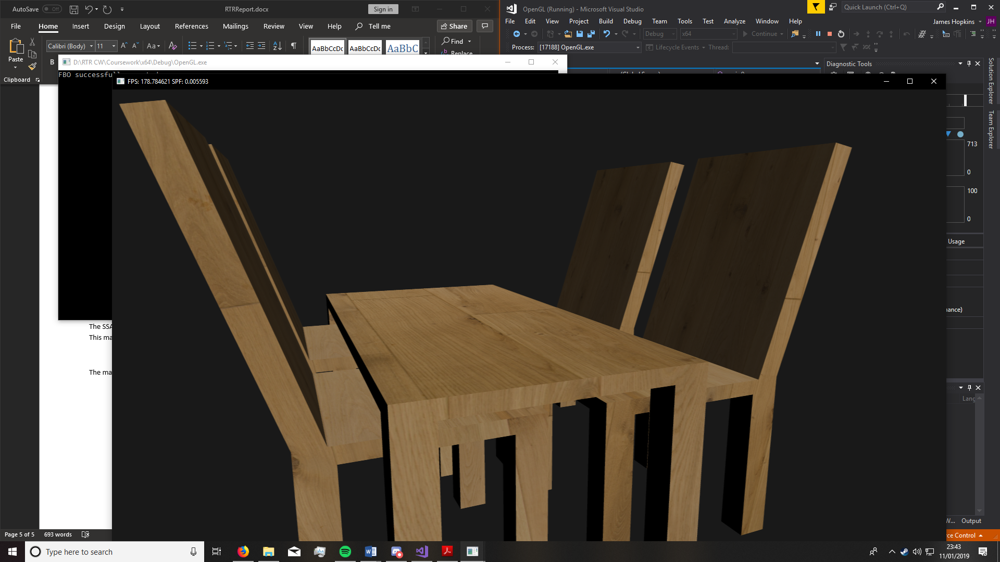 AutoSave Off
RTRReport.docx
Sign in
File Home Insert Design Layout References Mailings Review View Help Tell me
Share
Paste
Clipboard
Calibri (Body) 11
Aa
AaBbCcDc AaBbCcDc AaBbC
Find
Replace
B
OpenGL (Running) - Microsoft Visual Studio
Quick Launch (Ctrl+Q)
File Edit View Project Build Debug Team Tools Test Analyze Window Help
James Hopkins JH
Debug x64 Continue
Process: [17188] OpenGL.exe Lifecycle Events Thread:
Diagnostic Tools
Solution Explorer
Team Explorer
D:\RTR CW\Coursework\x64\Debug\OpenGL.exe
FBO successfull
FPS: 178.784621 SPF: 0.005593
713
0
100
0
Usage
nance)
Lang
W... Output
rce Control
The SSA
This ma
The ma
Page 5 of 5 693 words
Type here to search
23:43
11/01/2019